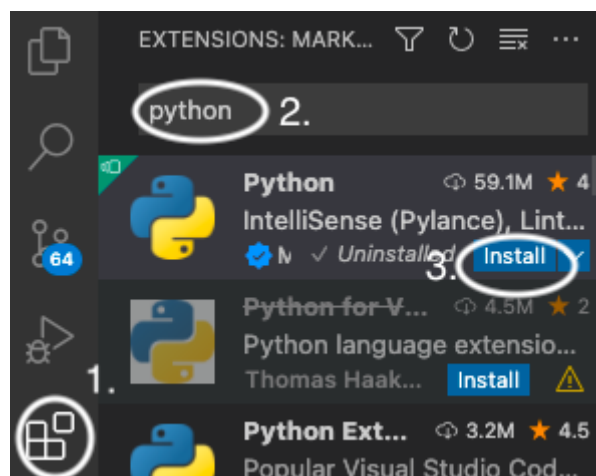 EXTENSIONS: MARK...
python 2.
Python 59.1M ★ 4
IntelliSense (Pylance), Lint...
M ✓ Uninstalled 3. Install
64
Python for V... 4.5M ★ 2
Python language extensio...
Thomas Haak... Install
1.
Python Ext... 3.2M ★ 4.5
Popular Visual Studio Cod...